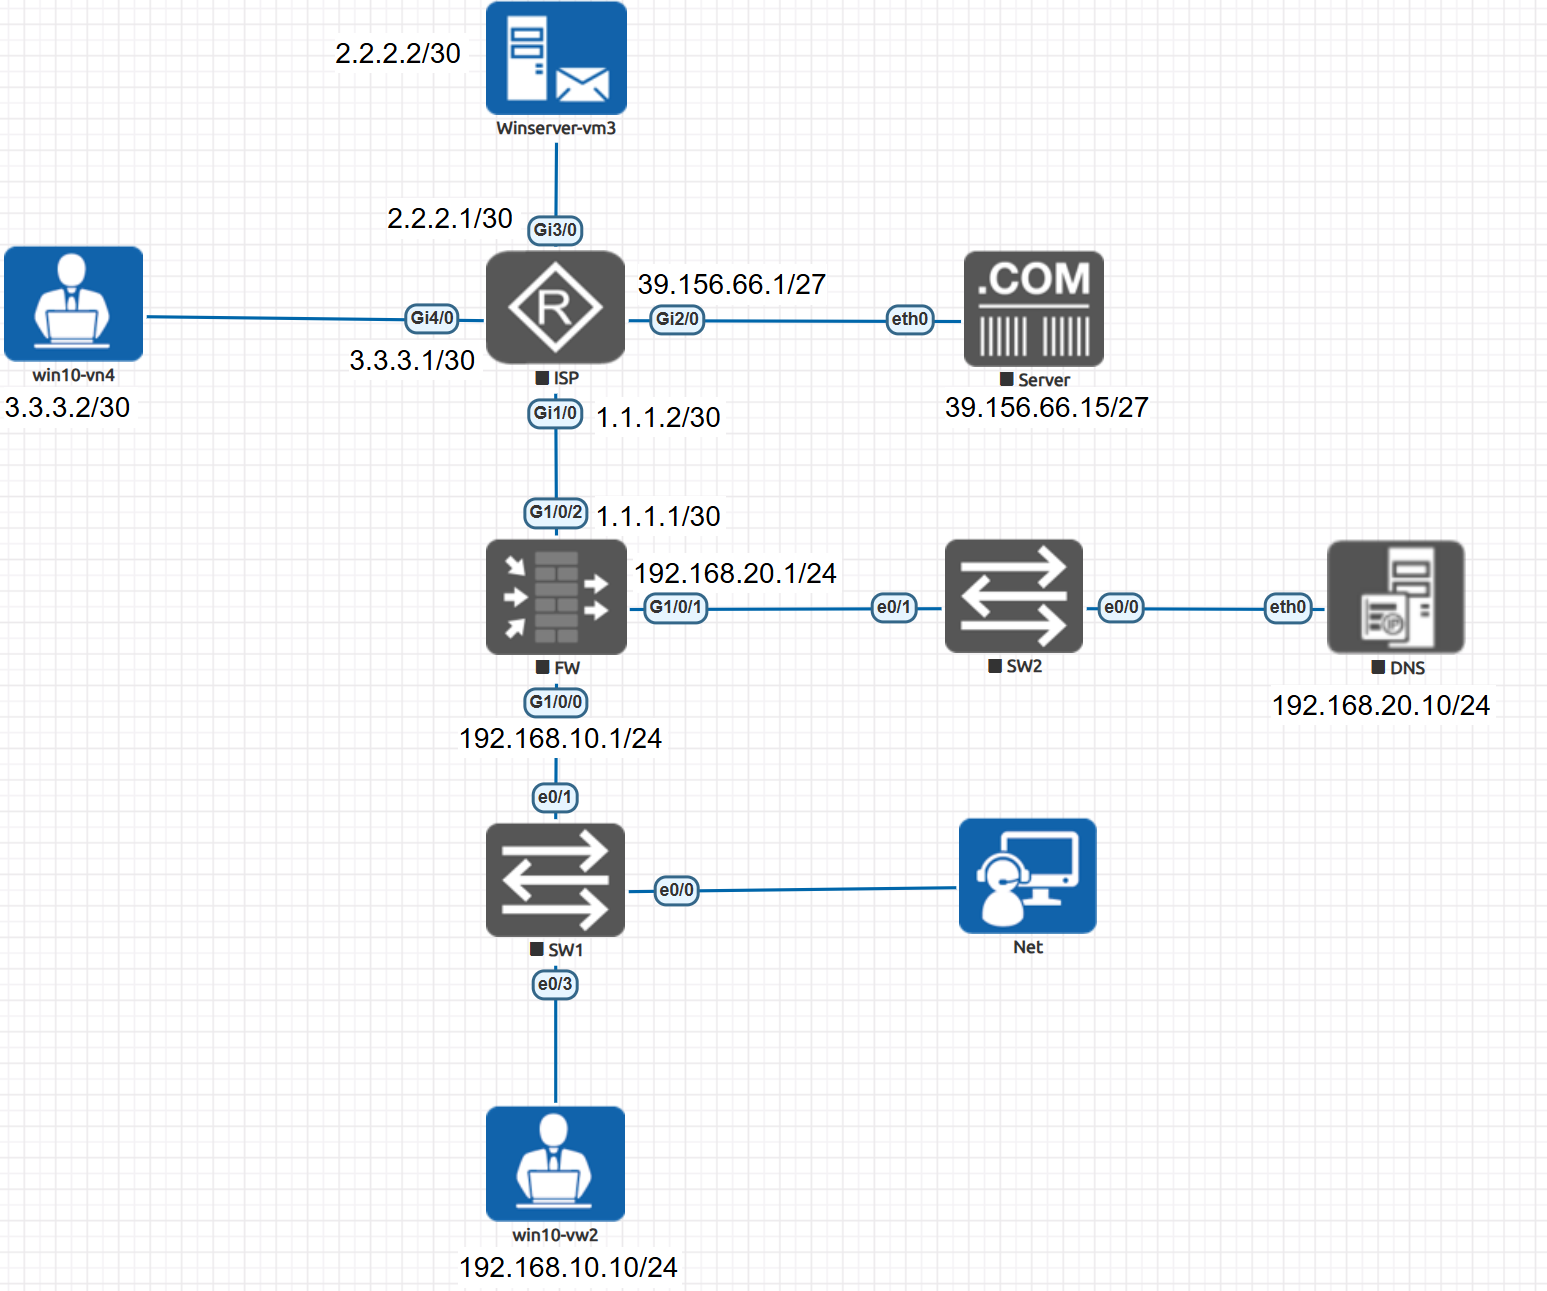 2.2.2.2/30
Winserver-vm3
2.2.2.1/30
Gi3/0
39.156.66.1/27
.COM
Gi4/0
R
Gi2/0
eth0
3.3.3.1/30
win10-vn4
ISP
Server
3.3.3.2/30
39.156.66.15/27
Gi1/0
1.1.1.2/30
G1/0/2
1.1.1.1/30
192.168.20.1/24
G1/0/1
e0/1
e0/0
eth0
IP
FW
SW2
DNS
G1/0/0
192.168.20.10/24
192.168.10.1/24
e0/1
e0/0
SW1
Net
e0/3
win10-vw2
192.168.10.10/24